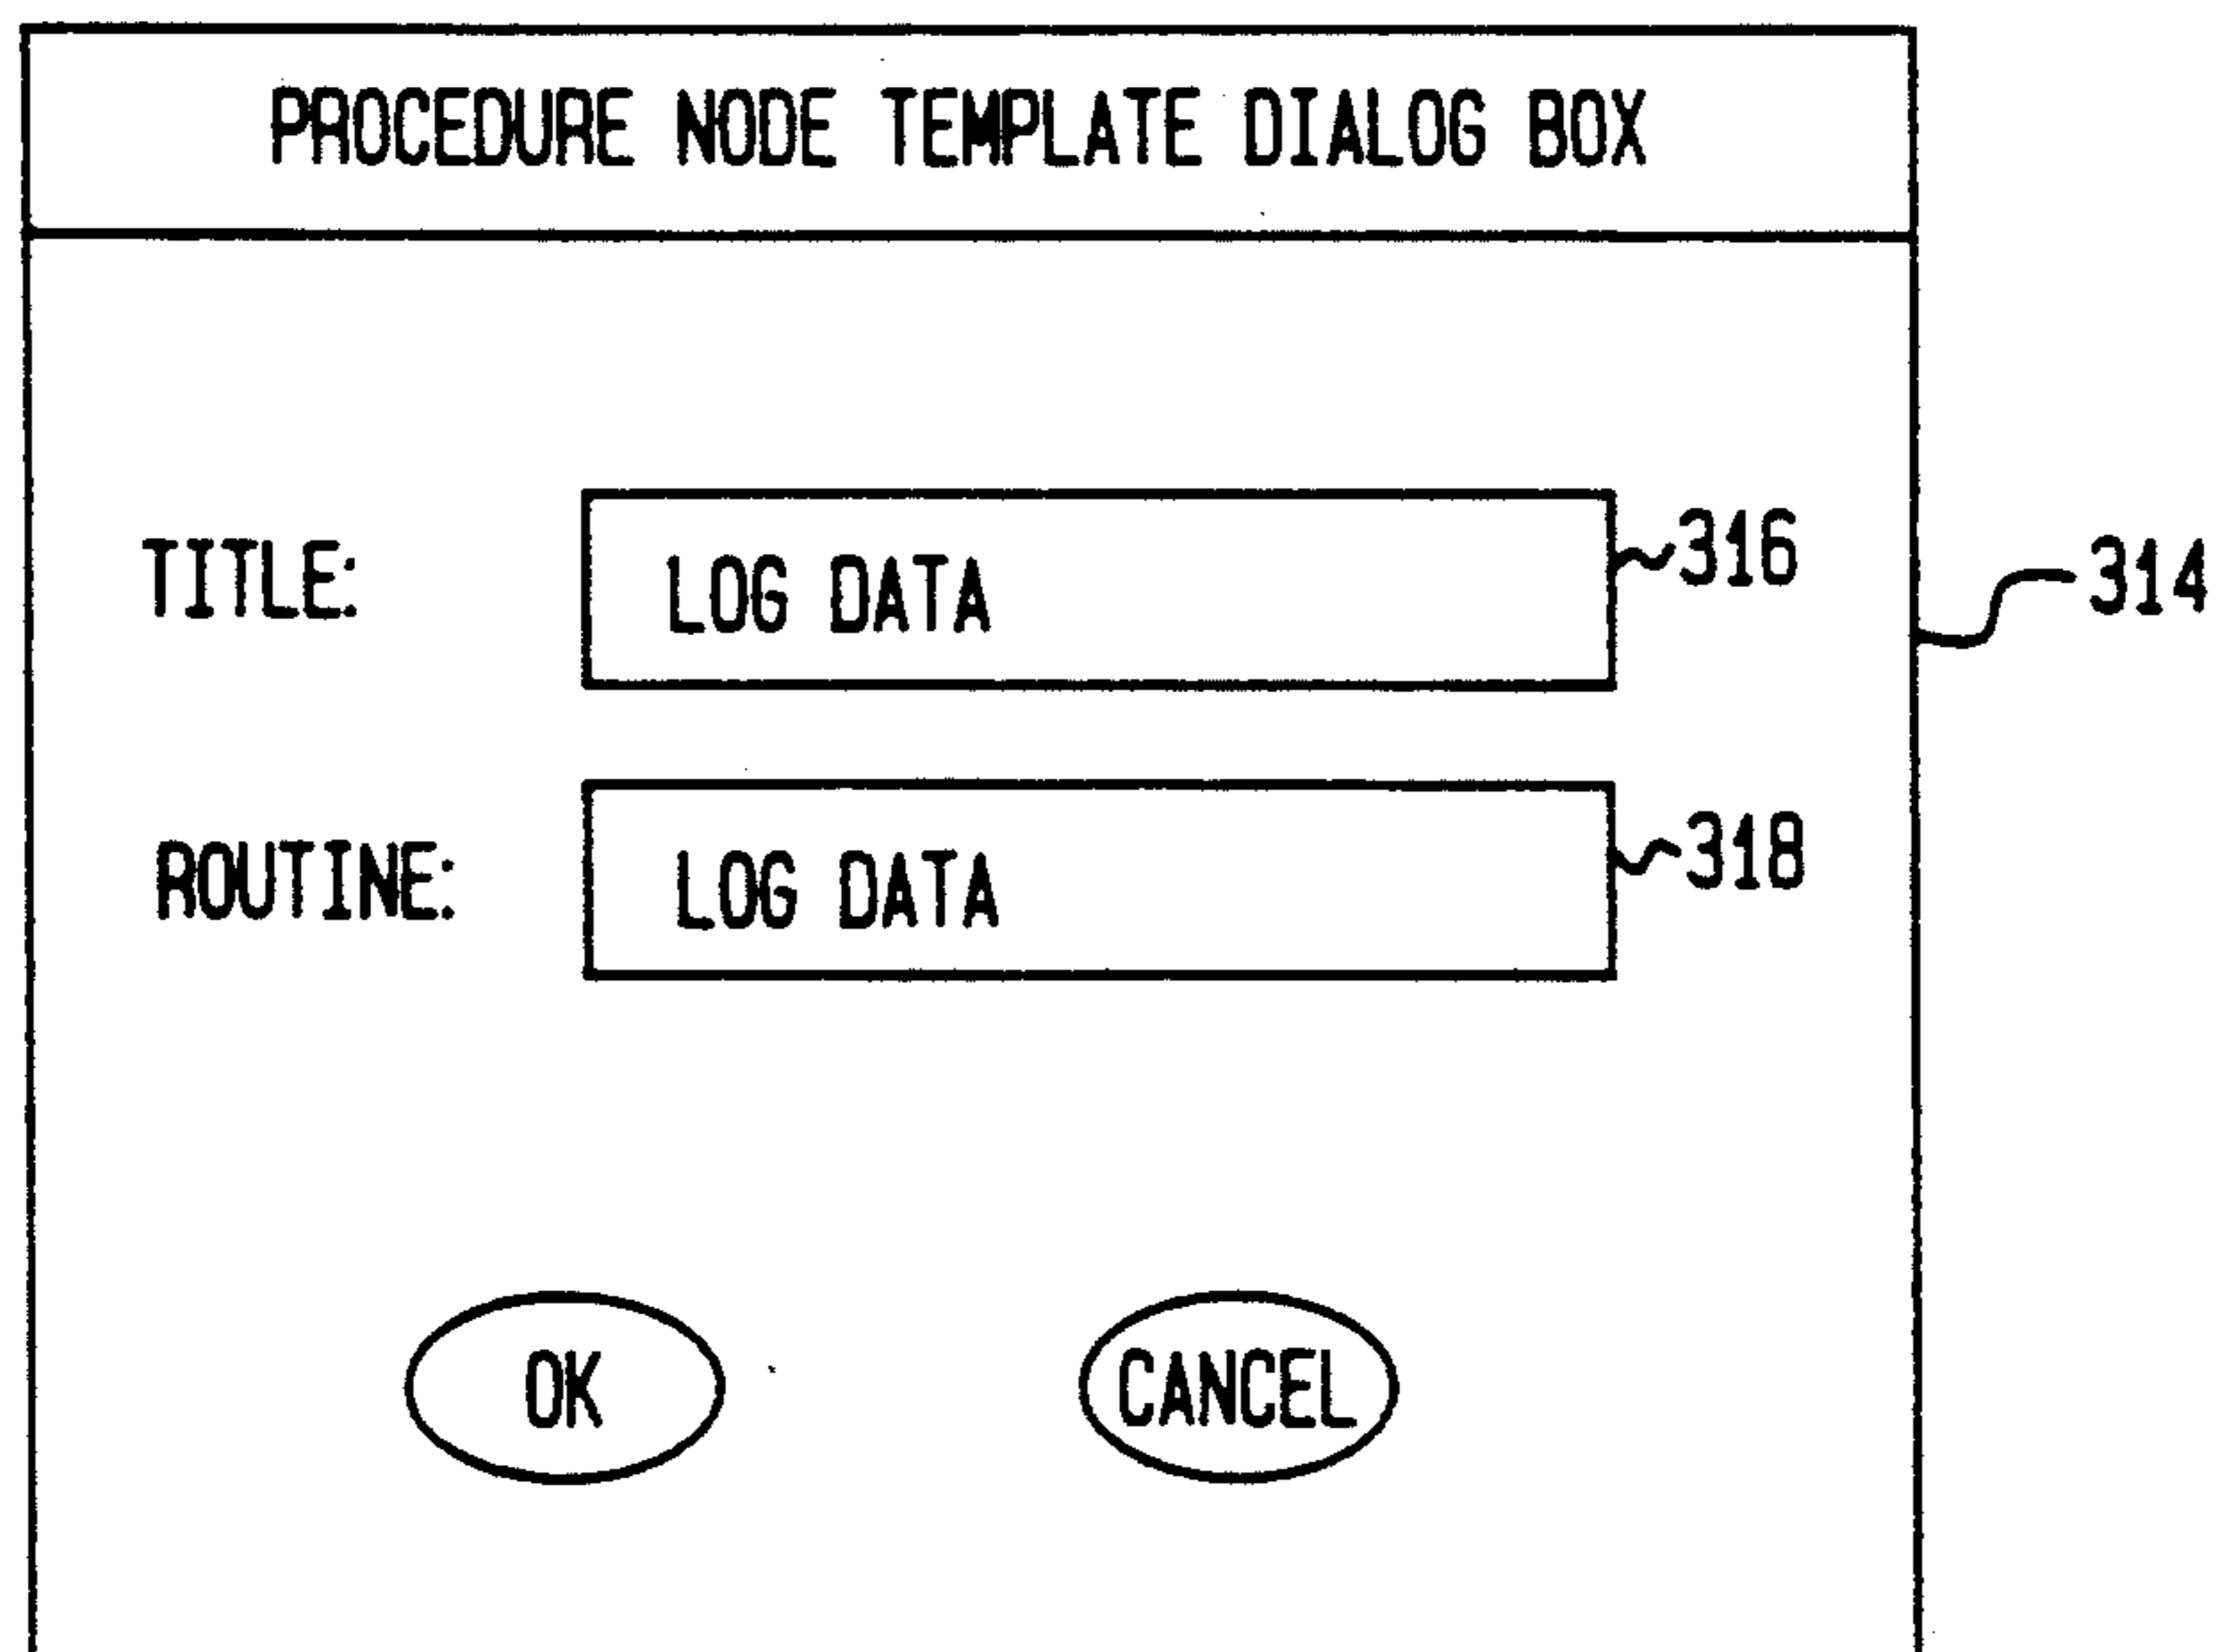 PROCEDURE NODE TEMPLATE DIALOG BOX
TITLE: LOG DATA 316
314
ROUTINE: LOG DATA 318
OK CANCEL